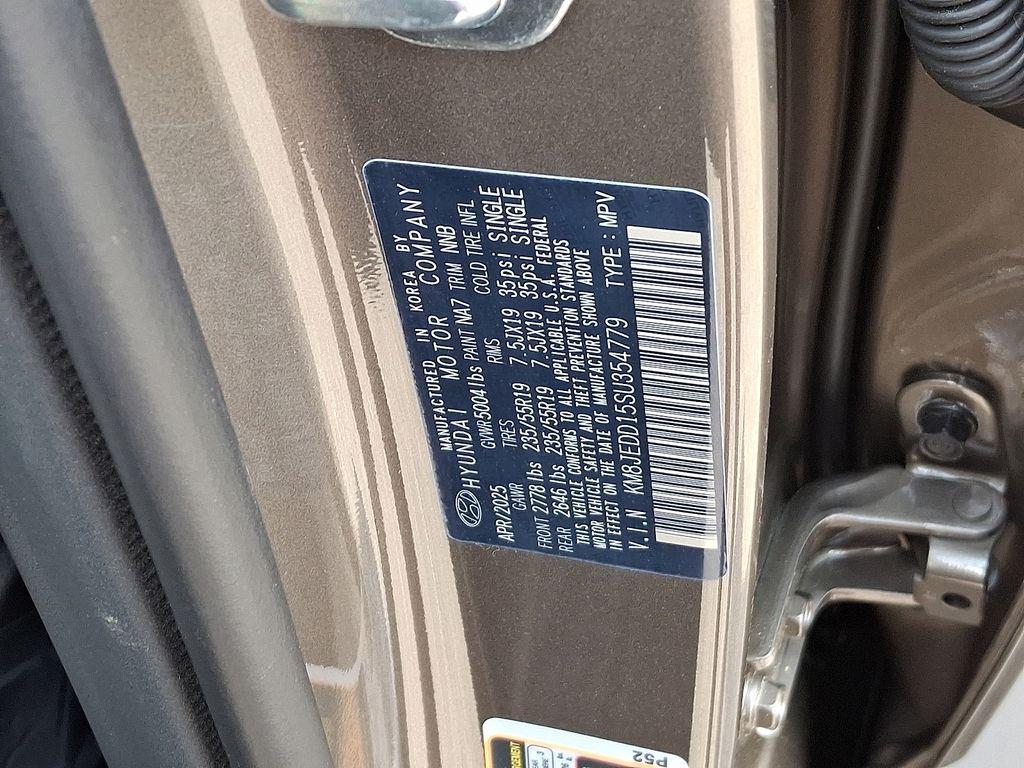 MANUFACTURED IN KOREA BY
HYUNDAI MOTOR COMPANY
APR/2025 GVWR5004lbs PAINT NA7 TRIM NNB
GAWR TIRES RMS COLD TIRE INFL
FRONT 2778 lbs 235/55R19 7.5JX19 35psi SINGLE
REAR 2646 lbs 235/55R19 7.5JX19 35psi SINGLE
THIS VEHICLE CONFORMS TO ALL APPLICABLE U.S.A. FEDERAL
MOTOR VEHICLE SAFETY AND THEFT PREVENTION STANDARDS
IN EFFECT ON THE DATE OF MANUFACTURE SHOWN ABOVE
V.I.N KM8JEDD15SU354779 TYPE: MPV
P52